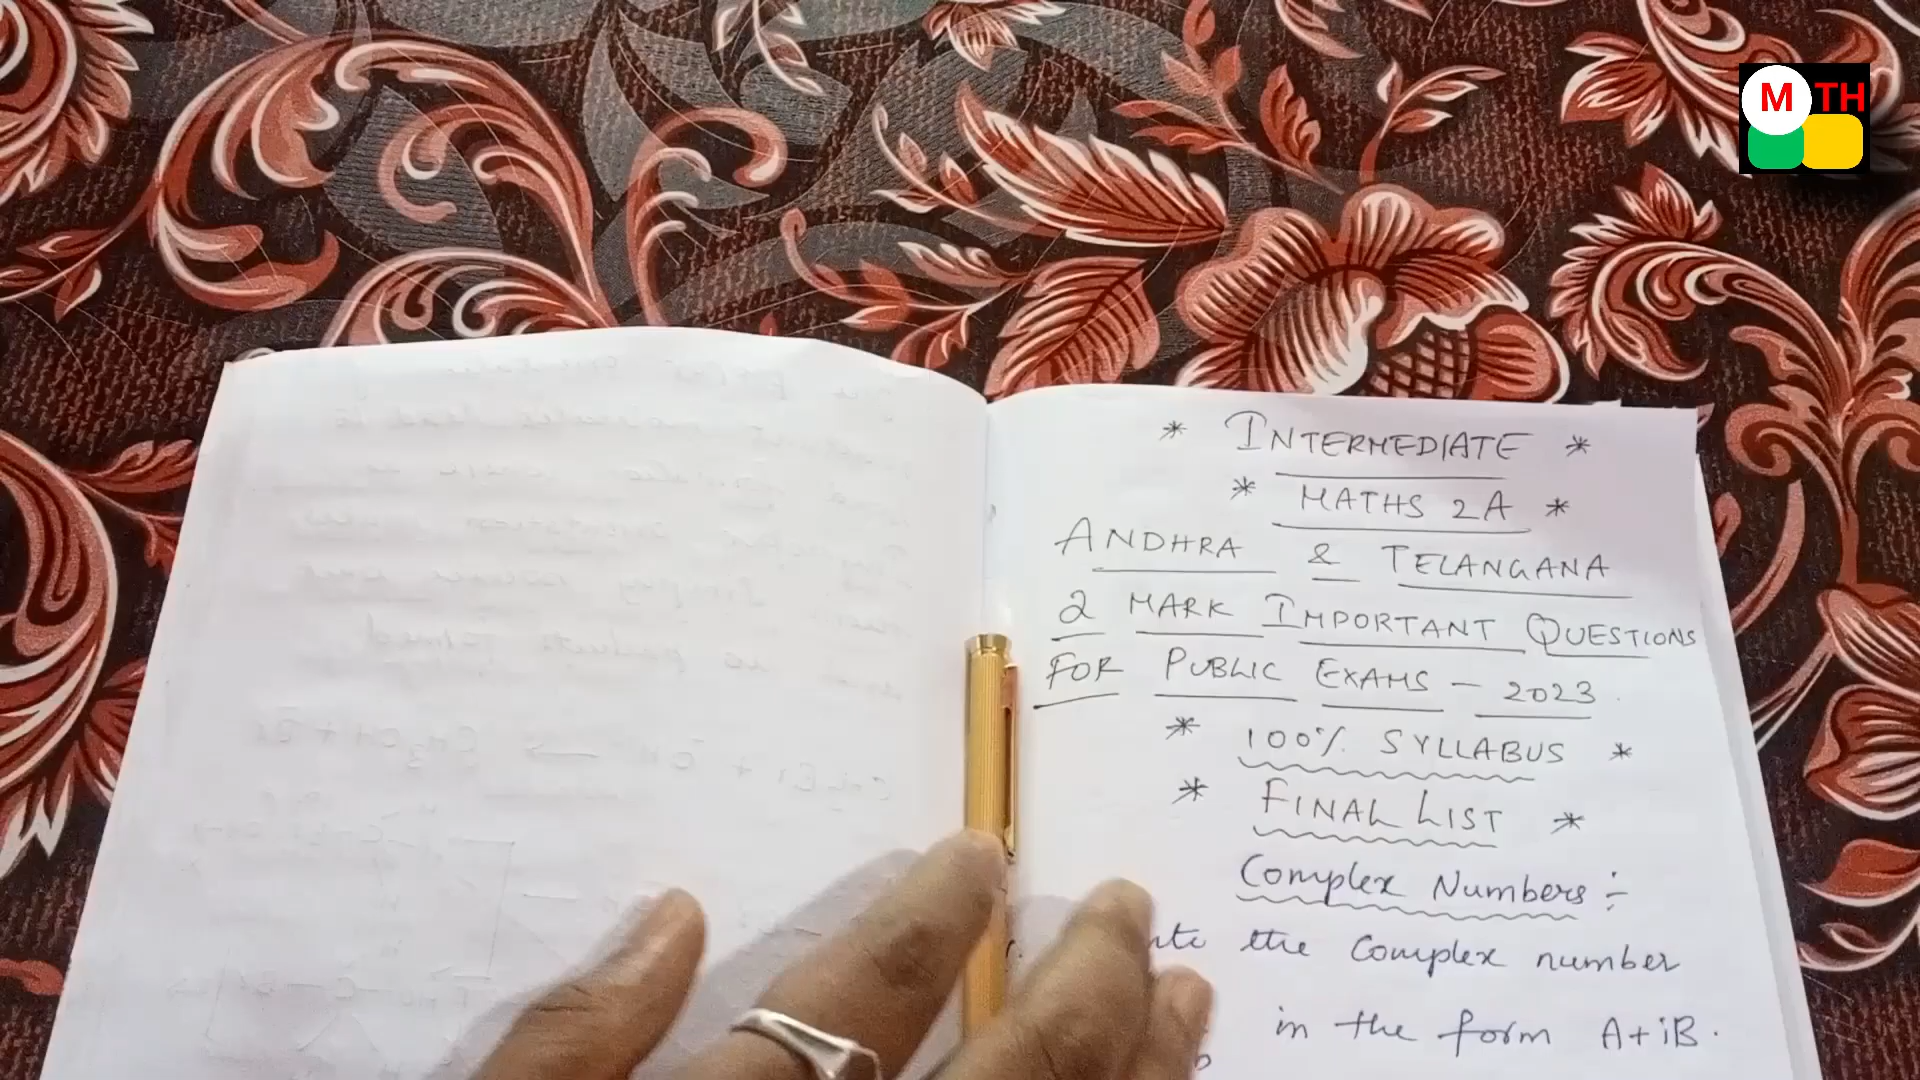 M TH
* INTERMEDIATE *
* MATHS 2A *
ANDHRA & TELANGANA
2 MARK IMPORTANT QUESTIONS
FOR PUBLIC EXAMS - 2023
* 100% SYLLABUS *
* FINAL LIST *
Complex Numbers :-
the Complex number
in the form A+iB.